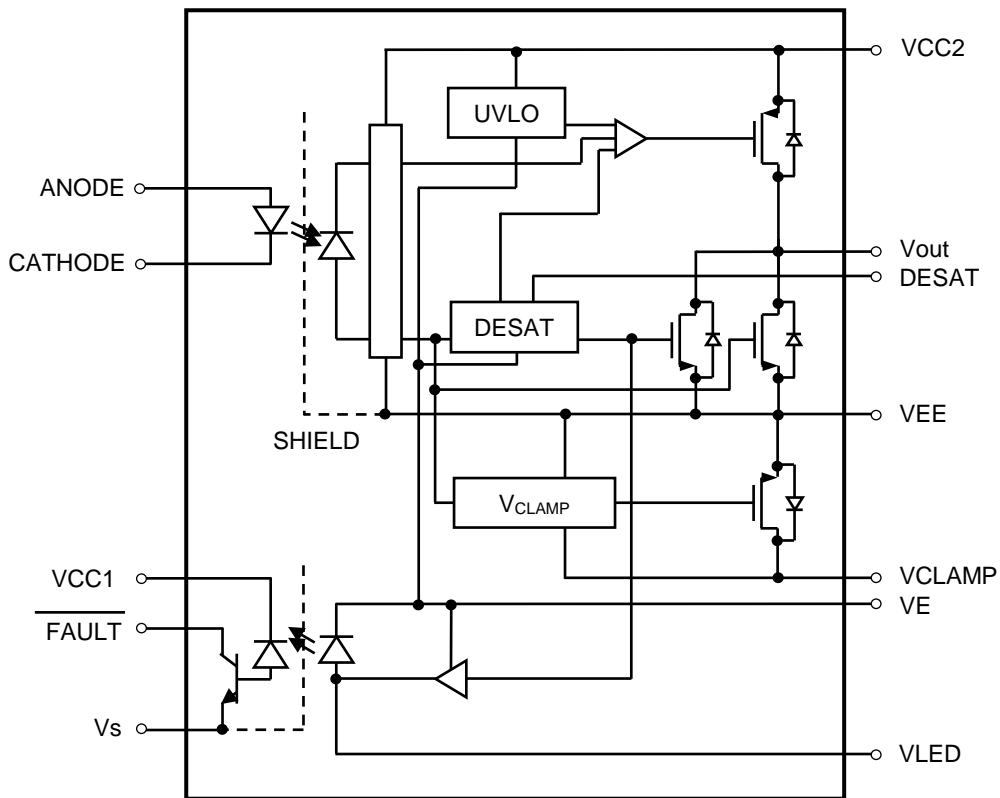 VCC2
UVLO
ANODE
CATHODE
Vout
DESAT
DESAT
VEE
SHIELD
VCLAMP
VCC1
VCLAMP
VE
FAULT
Vs
VLED